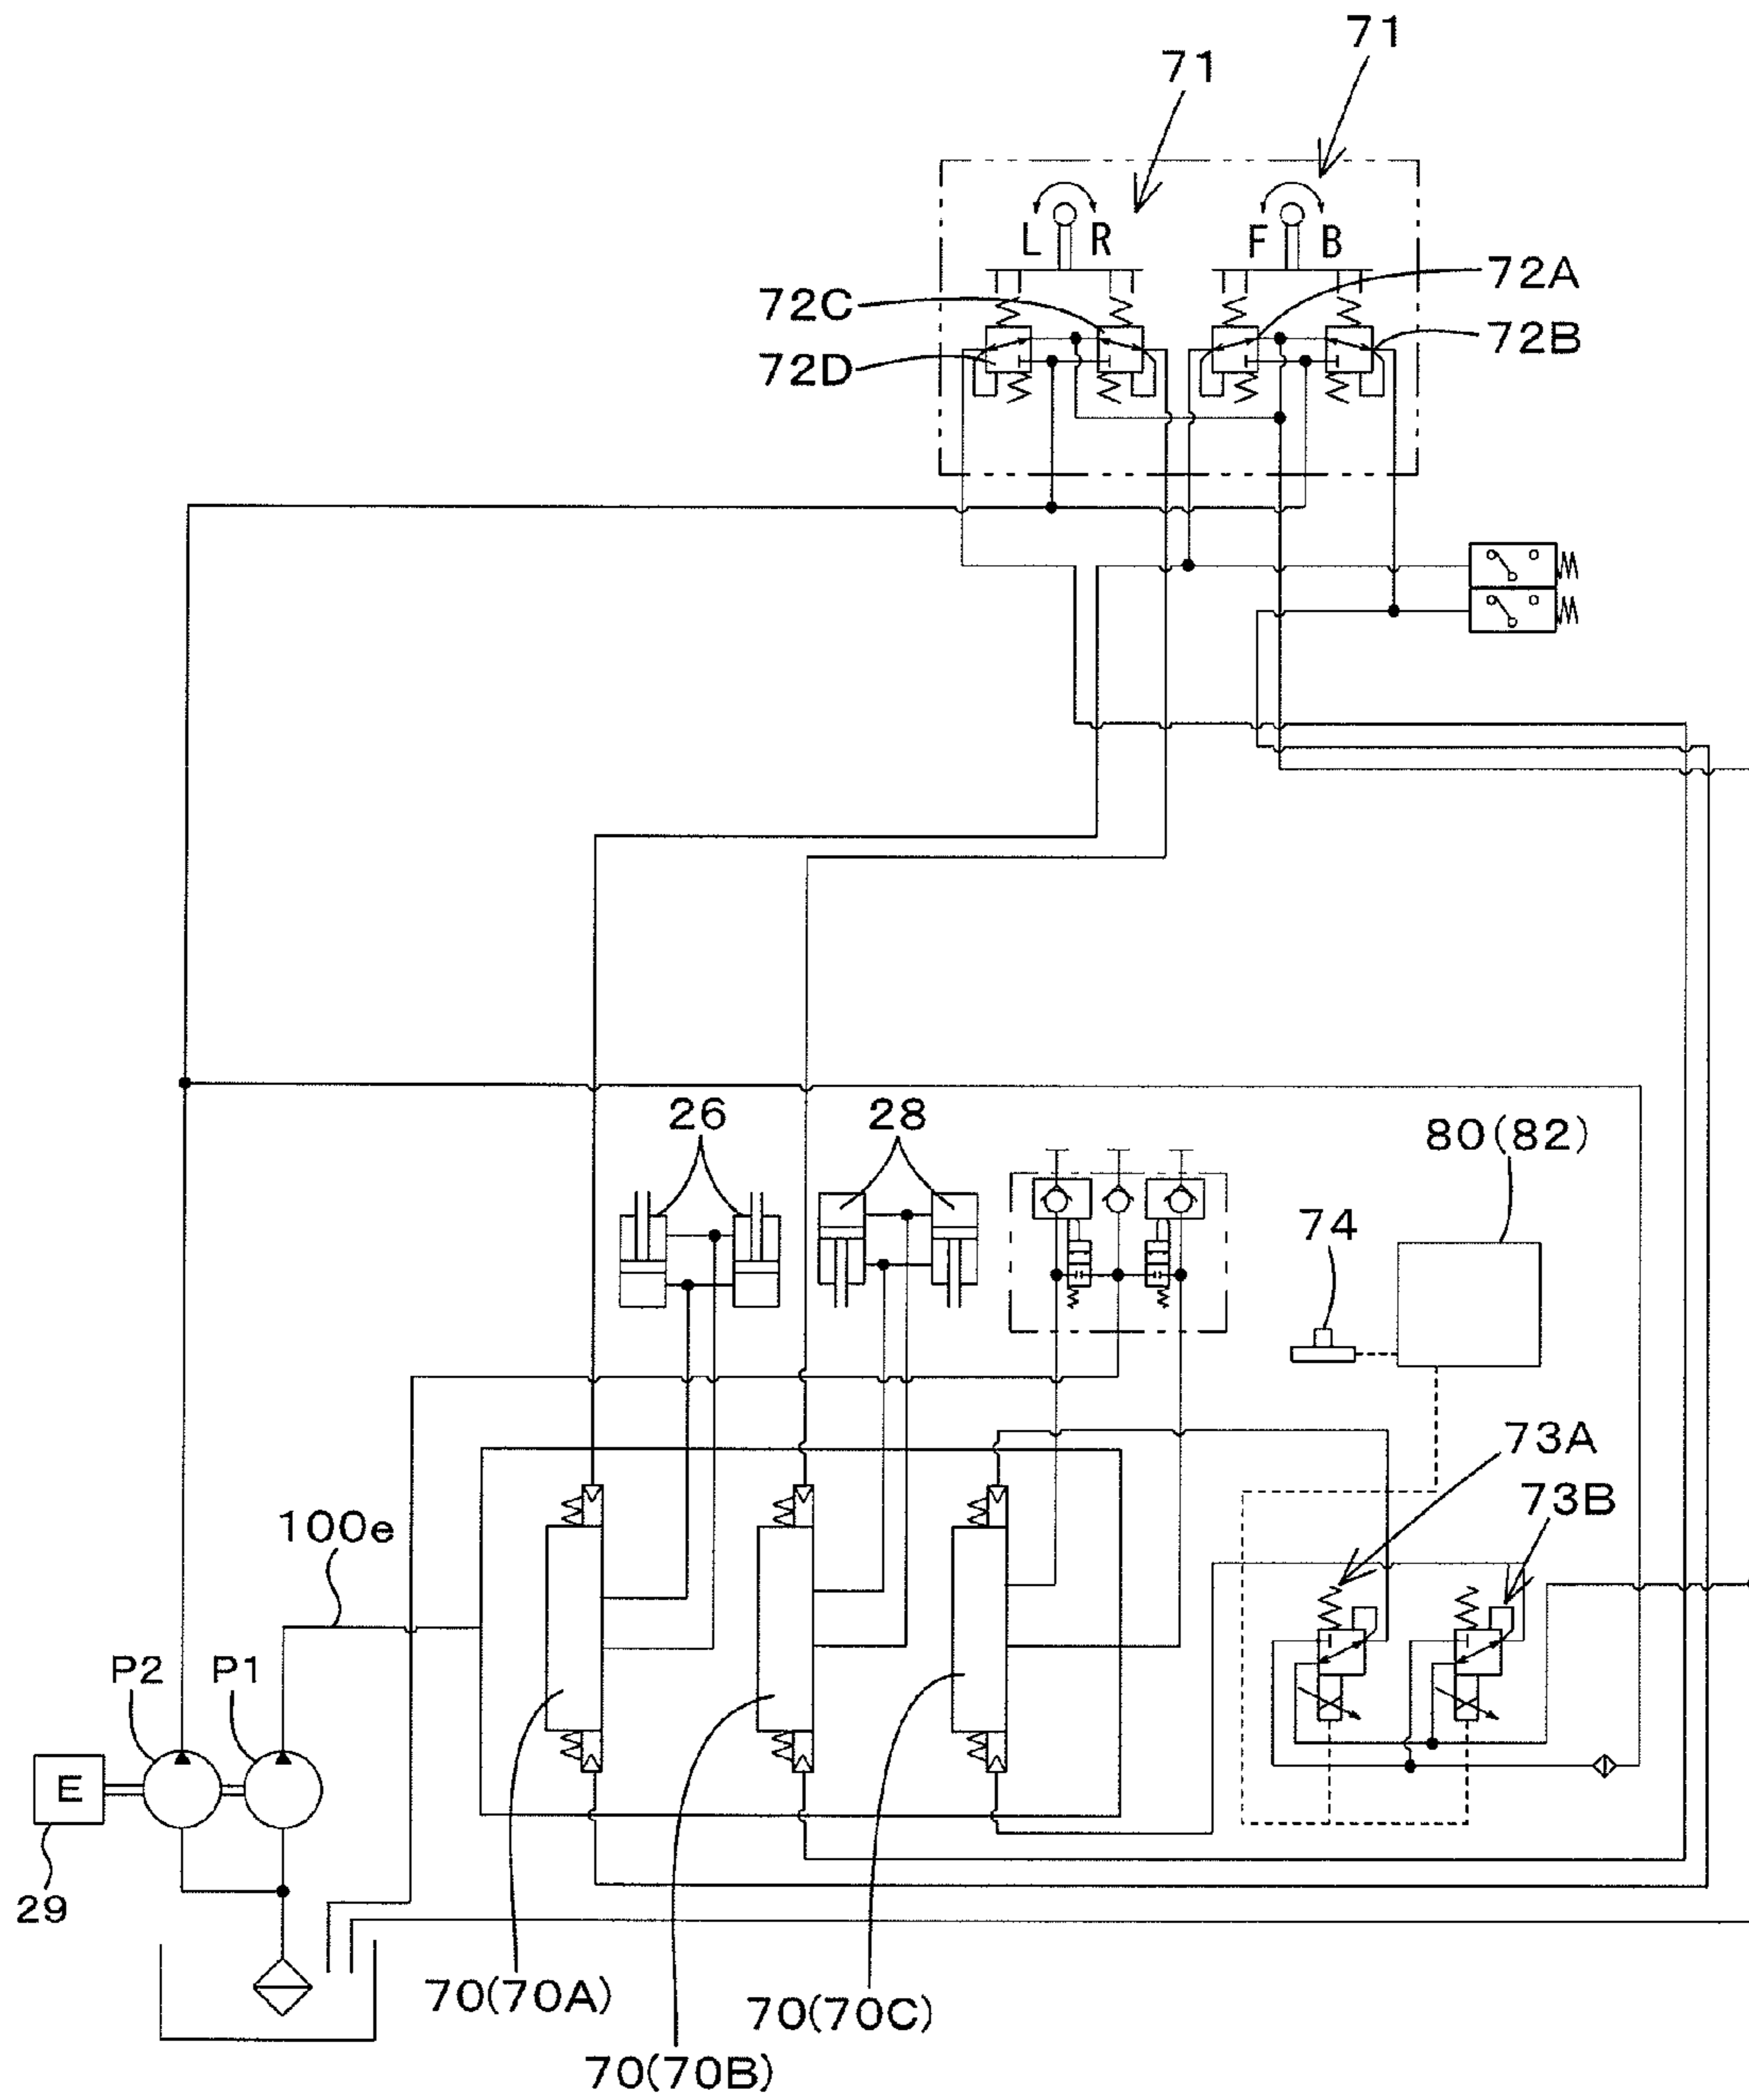 71
71
L R
F B
72C
72A
72D
72B
26
28
80(82)
74
73A
73B
100e
P2
P1
E
29
70(70A)
70(70C)
70(70B)